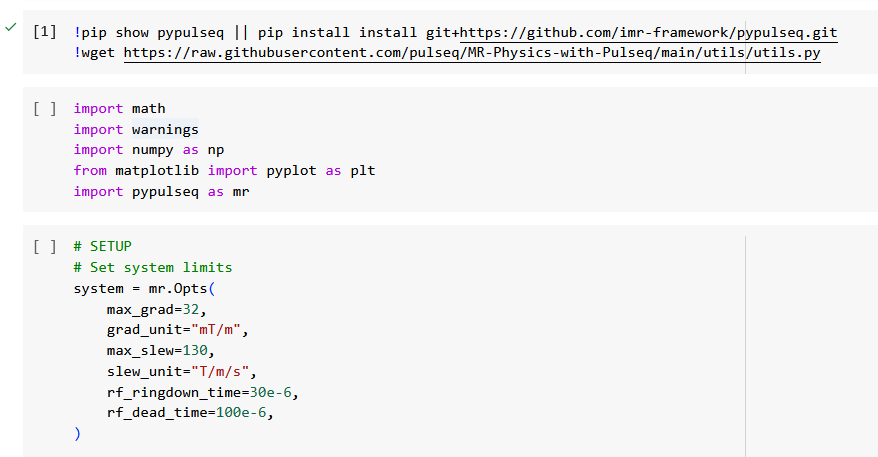 [1] !pip show pypulseq || pip install install git+https://github.com/imr-framework/pypulseq.git
!wget https://raw.githubusercontent.com/pulseq/MR-Physics-with-Pulseq/main/utils/utils.py
[ ] import math
import warnings
import numpy as np
from matplotlib import pyplot as plt
import pypulseq as mr
[ ] # SETUP
# Set system limits
system = mr.Opts(
    max_grad=32,
    grad_unit="mT/m",
    max_slew=130,
    slew_unit="T/m/s",
    rf_ringdown_time=30e-6,
    rf_dead_time=100e-6,
)